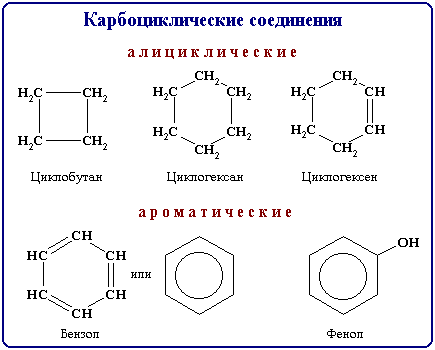 Карбоциклические соединения
алициклические
CH₂ CH₂
H₂C CH₂ H₂C CH₂ H₂C CH
H₂C CH₂ H₂C CH₂ H₂C CH
CH₂ CH₂
Циклобутан Циклогексан Циклогексен
ароматические
CH
HC CH OH
или
HC CH
CH
Бензол Фенол